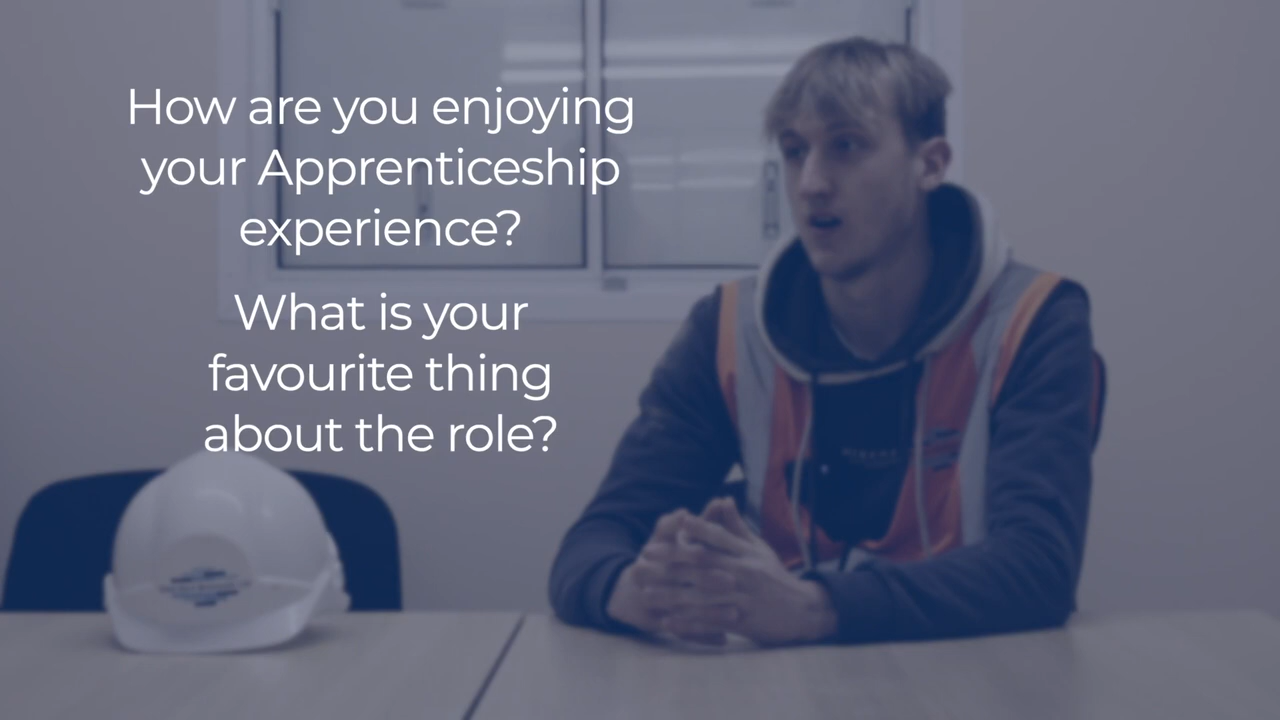 How are you enjoying
your Apprenticeship
experience?
What is your
favourite thing
about the role?